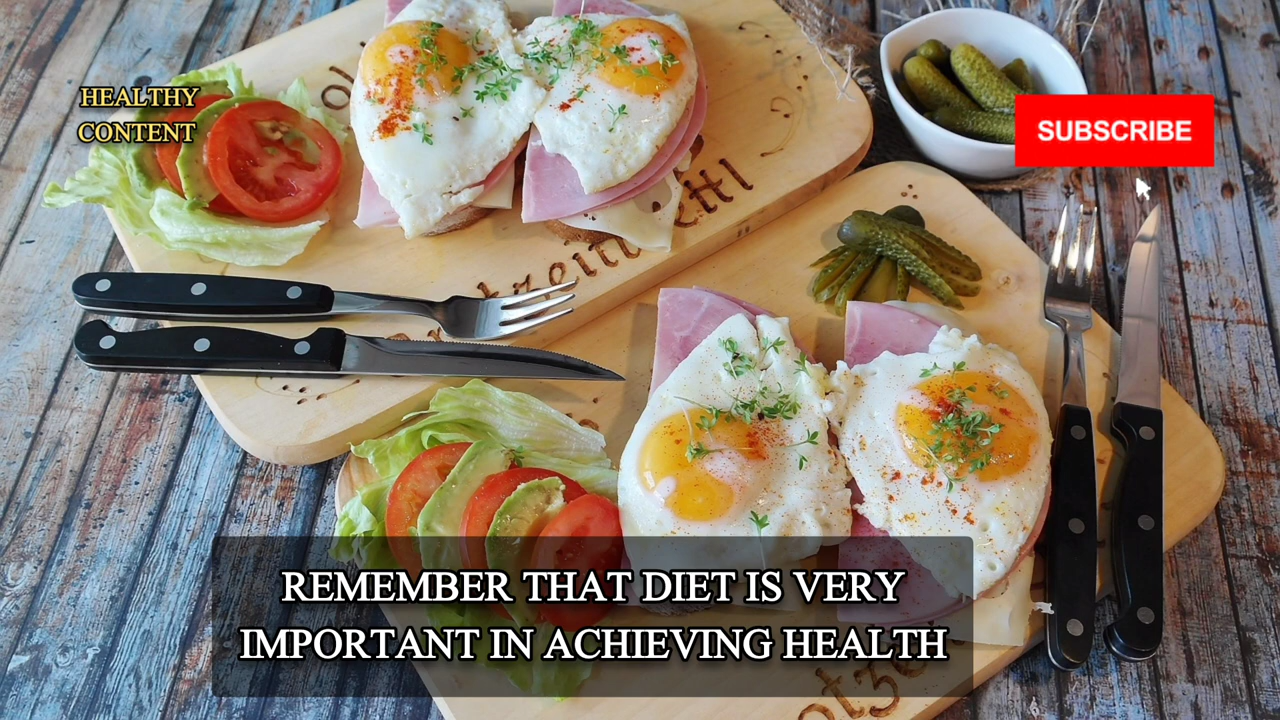 HEALTHY
CONTENT
SUBSCRIBE
REMEMBER THAT DIET IS VERY
IMPORTANT IN ACHIEVING HEALTH